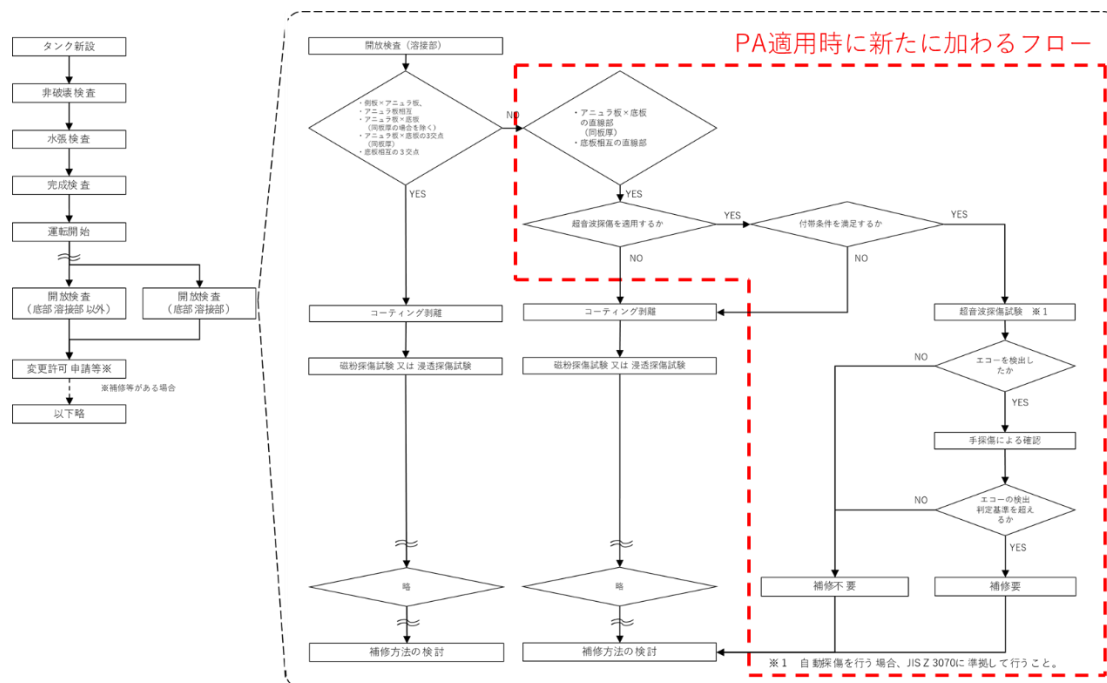 タンク新設
非破壊検査
水張検査
完成検査
運転開始
開放検査
(底部溶接部以外)
開放検査
(底部溶接部)
変更許可申請等※
※補修等がある場合
以下略
開放検査(溶接部)
PA適用時に新たに加わるフロー
・側板×アニュラ板、
・アニュラ板相互
・アニュラ板×底板
(同板厚の場合を除く)
・アニュラ板×底板の3交点
(同板厚)
・底板相互の3交点
NO
YES
・アニュラ板×底板
の直線部
(同板厚)
・底板相互の直線部
YES
超音波探傷を適用するか
YES
NO
付帯条件を満足するか
YES
NO
コーティング剥離
コーティング剥離
超音波探傷試験 ※1
磁粉探傷試験 又は 浸透探傷試験
磁粉探傷試験 又は 浸透探傷試験
エコーを検出し
たか
NO
YES
手探傷による確認
エコーの検出
判定基準を超え
るか
NO
YES
略
略
補修不要
補修要
補修方法の検討
補修方法の検討
※1 自動探傷を行う場合、JIS Z 3070に準拠して行うこと。